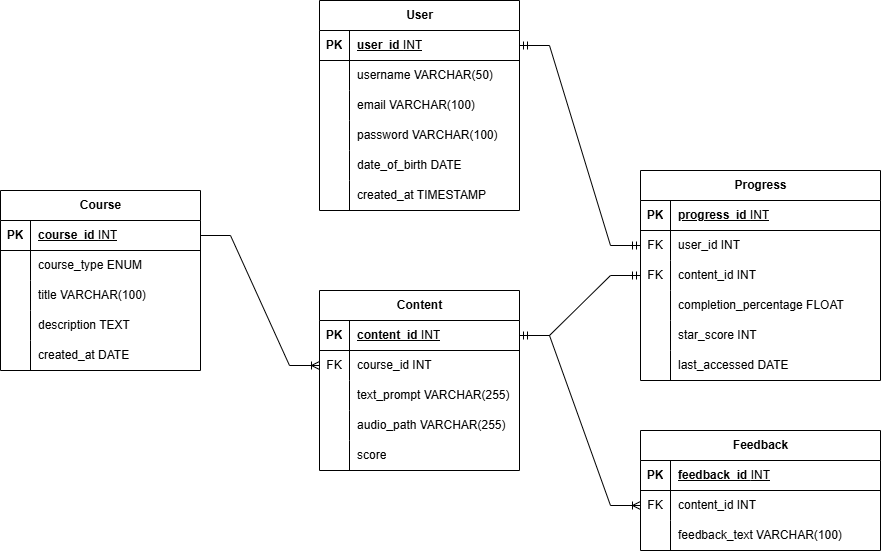 User
PK user_id INT
username VARCHAR(50)
email VARCHAR(100)
password VARCHAR(100)
date_of_birth DATE
created_at TIMESTAMP
Course
PK course_id INT
course_type ENUM
title VARCHAR(100)
description TEXT
created_at DATE
Content
PK content_id INT
FK course_id INT
text_prompt VARCHAR(255)
audio_path VARCHAR(255)
score
Progress
PK progress_id INT
FK user_id INT
FK content_id INT
completion_percentage FLOAT
star_score INT
last_accessed DATE
Feedback
PK feedback_id INT
FK content_id INT
feedback_text VARCHAR(100)